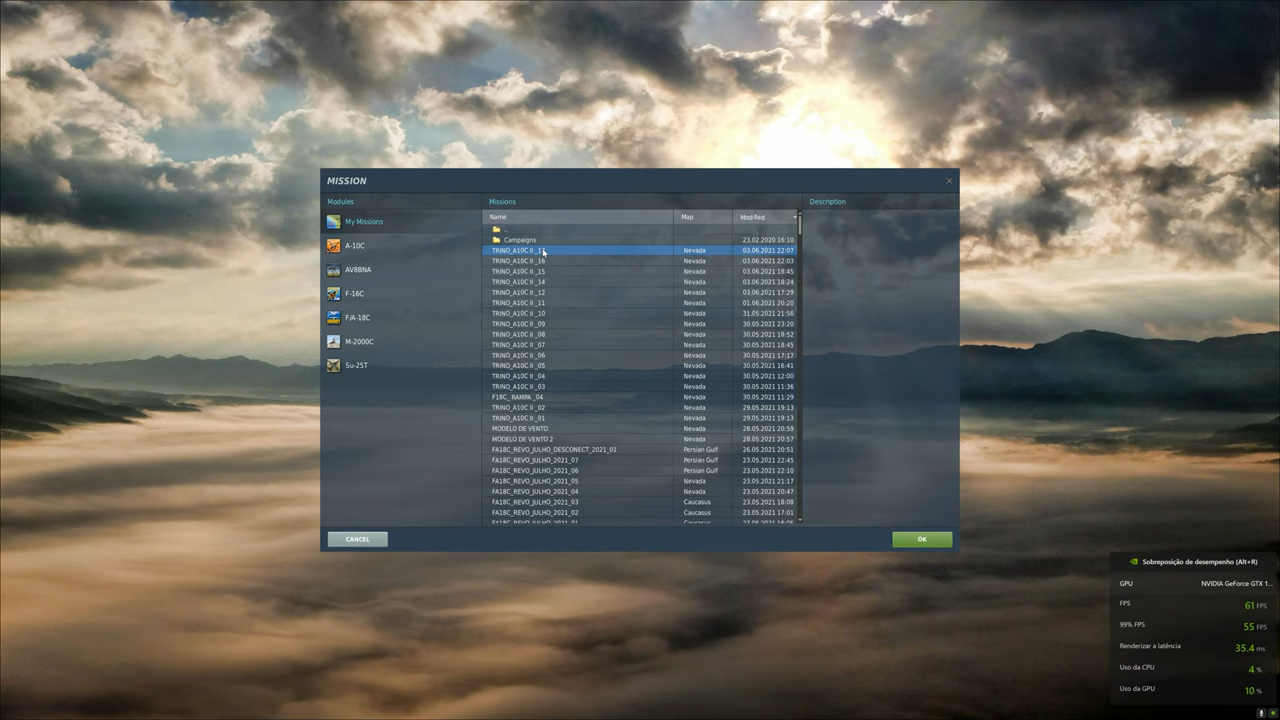 MISSION
Modules
Missions
Description
My Missions
A-10C
AV8BNA
F-16C
F/A-18C
M-2000C
Su-25T
Name Map Modified
..
Campaigns 23.02.2020 16:10
TRINO_A10C II _17 Nevada 03.06.2021 22:07
TRINO_A10C II _16 Nevada 03.06.2021 22:03
TRINO_A10C II _15 Nevada 03.06.2021 18:45
TRINO_A10C II _14 Nevada 03.06.2021 18:24
TRINO_A10C II _12 Nevada 03.06.2021 17:29
TRINO_A10C II _11 Nevada 01.06.2021 20:20
TRINO_A10C II _10 Nevada 31.05.2021 21:56
TRINO_A10C II _09 Nevada 30.05.2021 23:20
TRINO_A10C II _08 Nevada 30.05.2021 18:52
TRINO_A10C II _07 Nevada 30.05.2021 18:45
TRINO_A10C II _06 Nevada 30.05.2021 17:17
TRINO_A10C II _05 Nevada 30.05.2021 16:41
TRINO_A10C II _04 Nevada 30.05.2021 12:00
TRINO_A10C II _03 Nevada 30.05.2021 11:36
F18C_ RAMPA _04 Nevada 30.05.2021 11:29
TRINO_A10C II _02 Nevada 29.05.2021 19:13
TRINO_A10C II _01 Nevada 29.05.2021 19:13
MODELO DE VENTO Nevada 28.05.2021 20:59
MODELO DE VENTO 2 Nevada 28.05.2021 20:57
FA18C_REVO_JULHO_DESCONECT_2021_01 Persian Gulf 26.05.2021 20:51
FA18C_REVO_JULHO_2021_07 Persian Gulf 23.05.2021 22:45
FA18C_REVO_JULHO_2021_06 Persian Gulf 23.05.2021 22:10
FA18C_REVO_JULHO_2021_05 Nevada 23.05.2021 21:17
FA18C_REVO_JULHO_2021_04 Nevada 23.05.2021 20:47
FA18C_REVO_JULHO_2021_03 Caucasus 23.05.2021 18:08
FA18C_REVO_JULHO_2021_02 Caucasus 23.05.2021 17:01
CANCEL
OK
Sobreposição de desempenho (Alt+R)
GPU NVIDIA GeForce GTX 1...
FPS 61 FPS
99% FPS 55 FPS
Renderizar a latência 35.4 ms
Uso da CPU 4 %
Uso da GPU 10 %